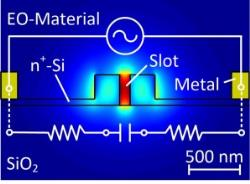 EO-Material
Slot
n⁺-Si
Metal
SiO₂
500 nm